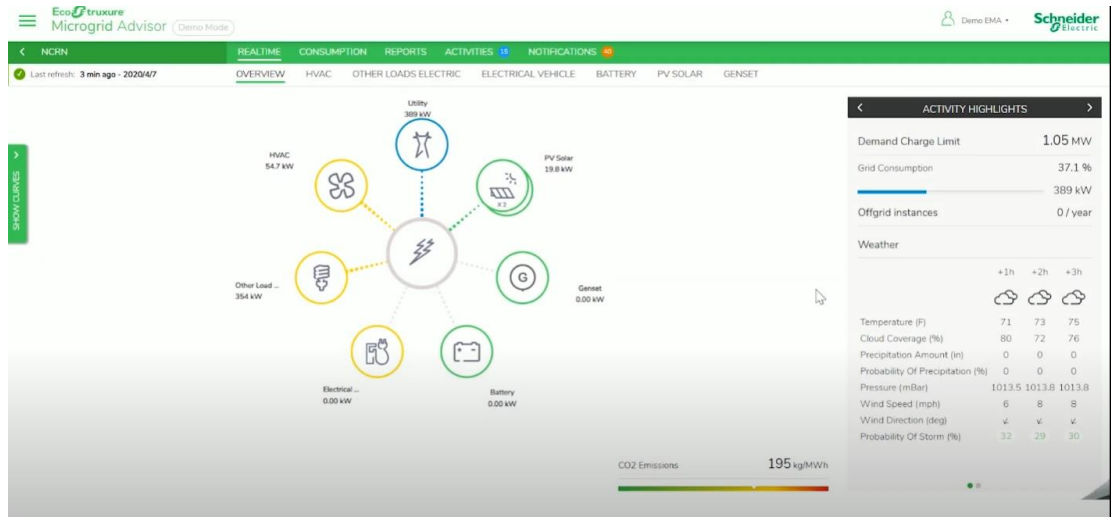 EcoStruxure
Microgrid Advisor Demo Mode
Demo EMA
Schneider
Electric
NCRN
REALTIME CONSUMPTION REPORTS ACTIVITIES 15 NOTIFICATIONS 40
Last refresh: 3 min ago - 2020/4/7
OVERVIEW HVAC OTHER LOADS ELECTRIC ELECTRICAL VEHICLE BATTERY PV SOLAR GENSET
SHOW CURVES
Utility
389 kW
HVAC
54.7 kW
PV Solar
19.8 kW
X2
Other Load ...
354 kW
G
Genset
0.00 kW
Electrical ...
0.00 kW
Battery
0.00 kW
CO2 Emissions 195 kg/MWh
ACTIVITY HIGHLIGHTS
Demand Charge Limit 1.05 MW
Grid Consumption 37.1 %
389 kW
Offgrid instances 0 / year
Weather
+1h +2h +3h
Temperature (F) 71 73 75
Cloud Coverage (%) 80 72 76
Precipitation Amount (in) 0 0 0
Probability Of Precipitation (%) 0 0 0
Pressure (mBar) 1013.5 1013.8 1013.8
Wind Speed (mph) 6 8 8
Wind Direction (deg)
Probability Of Storm (%) 32 29 30